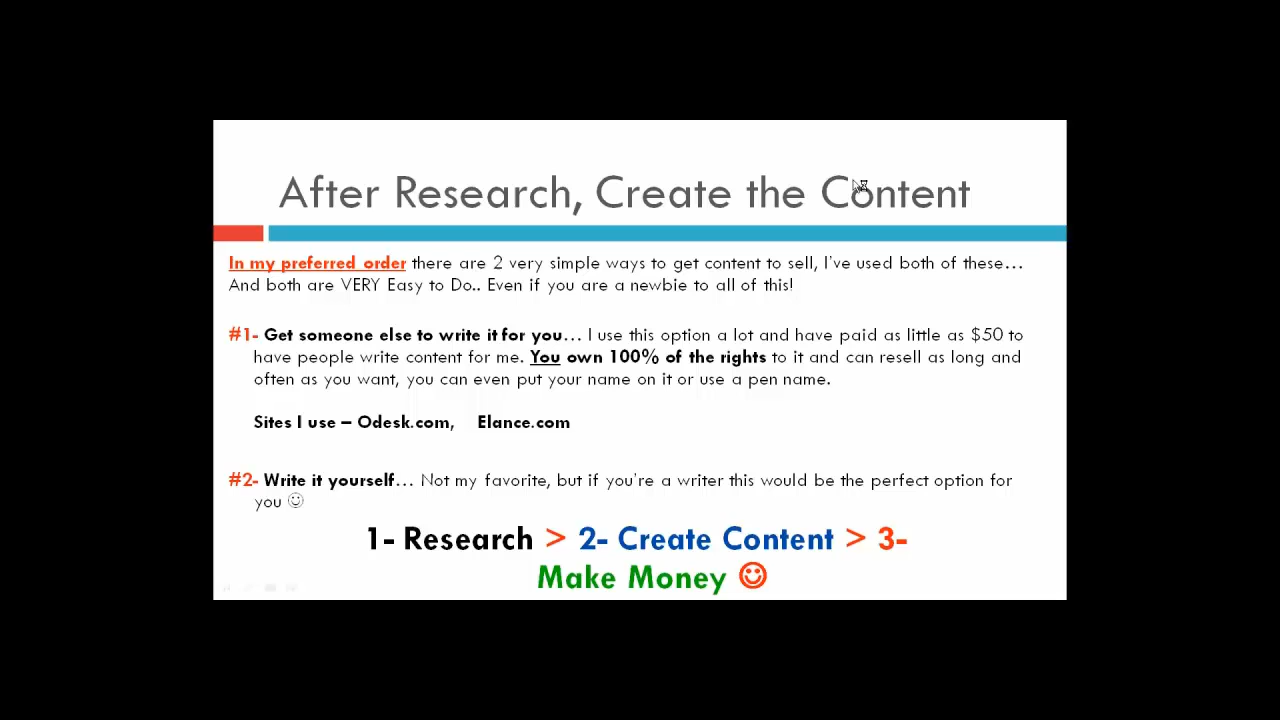 After Research, Create the Content
In my preferred order there are 2 very simple ways to get content to sell, I've used both of these…
And both are VERY Easy to Do.. Even if you are a newbie to all of this!
#1- Get someone else to write it for you… I use this option a lot and have paid as little as $50 to
have people write content for me. You own 100% of the rights to it and can resell as long and
often as you want, you can even put your name on it or use a pen name.
Sites I use – Odesk.com, Elance.com
#2- Write it yourself… Not my favorite, but if you're a writer this would be the perfect option for
you ☺
1- Research > 2- Create Content > 3-
Make Money ☺